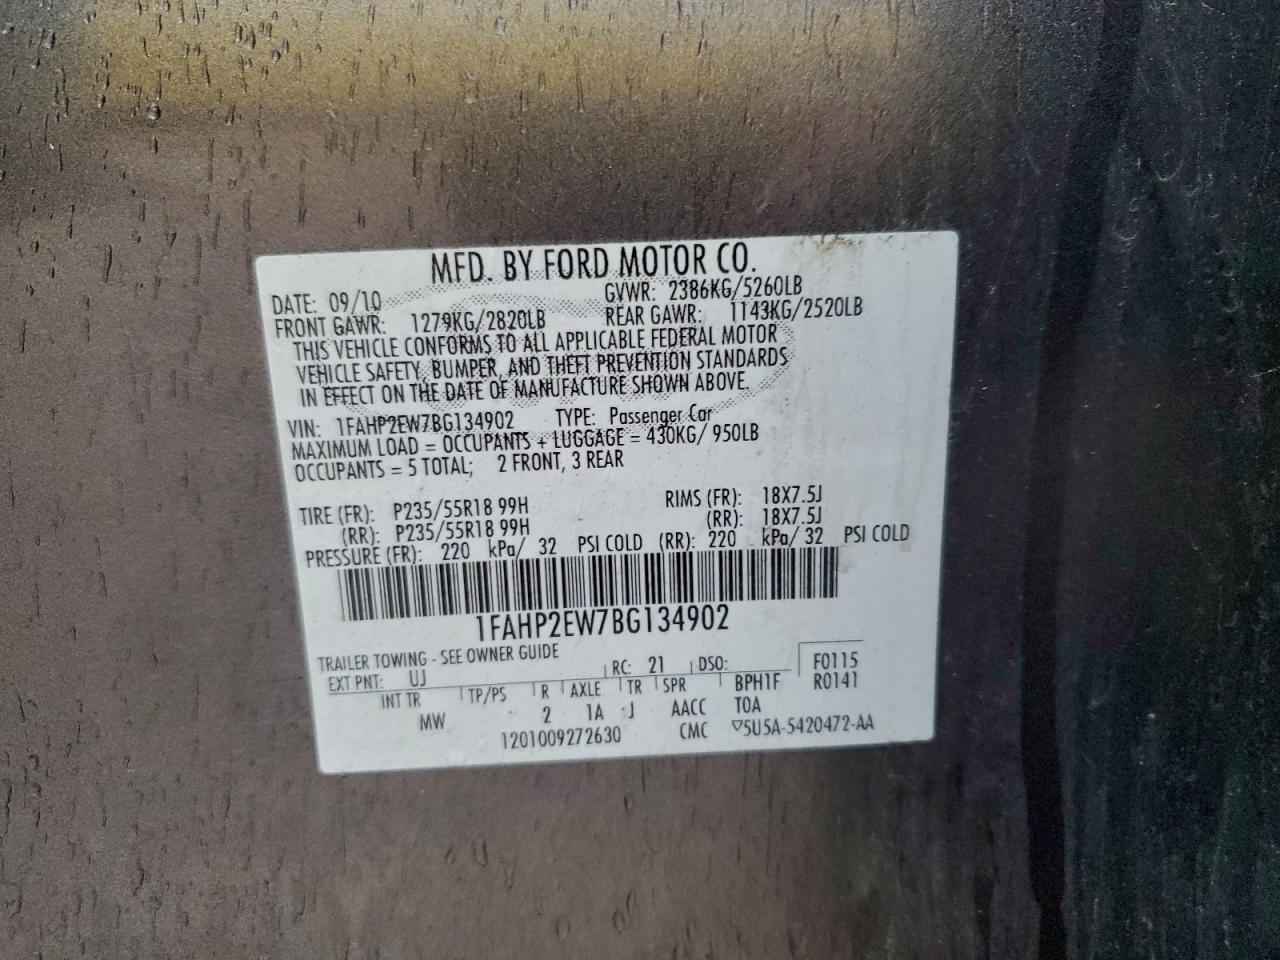 MFD. BY FORD MOTOR CO.
DATE: 09/10 GVWR: 2386KG/5260LB
FRONT GAWR: 1279KG/2820LB REAR GAWR: 1143KG/2520LB
THIS VEHICLE CONFORMS TO ALL APPLICABLE FEDERAL MOTOR
VEHICLE SAFETY, BUMPER, AND THEFT PREVENTION STANDARDS
IN EFFECT ON THE DATE OF MANUFACTURE SHOWN ABOVE.
VIN: 1FAHP2EW7BG134902 TYPE: Passenger Car
MAXIMUM LOAD = OCCUPANTS + LUGGAGE = 430KG/ 950LB
OCCUPANTS = 5 TOTAL; 2 FRONT, 3 REAR
TIRE (FR): P235/55R18 99H RIMS (FR): 18X7.5J
(RR): P235/55R18 99H (RR): 18X7.5J
PRESSURE (FR): 220 kPa/ 32 PSI COLD (RR): 220 kPa/ 32 PSI COLD
1FAHP2EW7BG134902
TRAILER TOWING - SEE OWNER GUIDE
EXT PNT: UJ RC: 21 DSO: F0115
INT TR TP/PS R AXLE TR SPR BPH1F R0141
MW 2 1A J AACC TOA
1201009272630 CMC ▽5U5A-5420472-AA